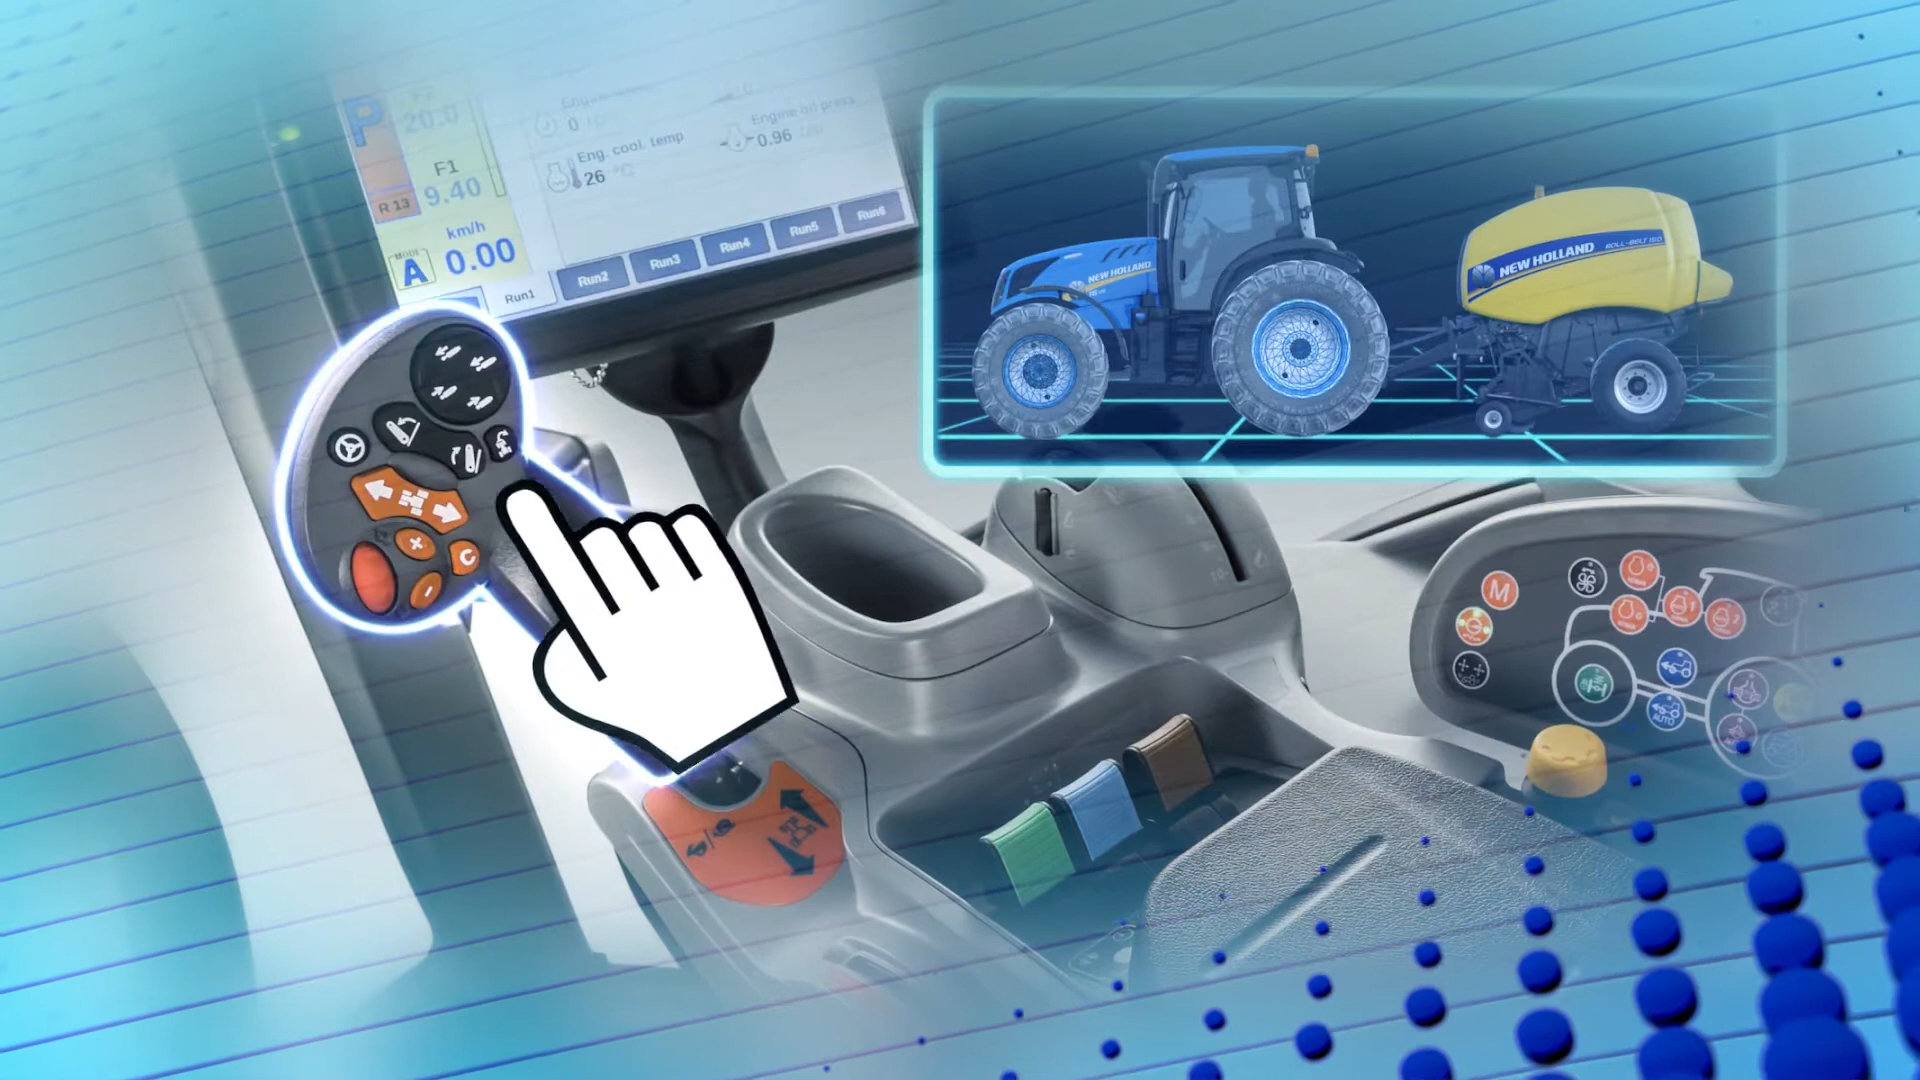 P
20.0
F1
9.40
R 13
km/h
MODE
A
0.00
0
Eng. cool. temp
26 °C
Engine oil press
0.96
Run1
Run2
Run3
Run4
Run5
Run6
C
NEW HOLLAND
NEW HOLLAND ROLL-BELT 150
M
AUTO